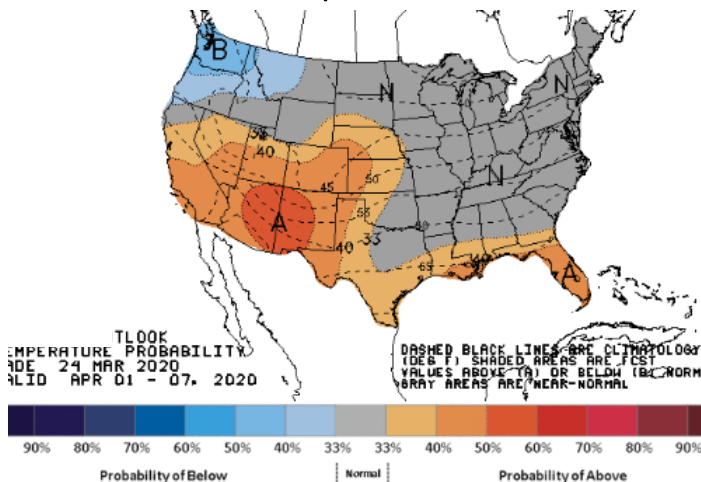 B
N
N
N
38
40
45
50
55
A
40
33
60
65
40
A
TLOOK
EMPERATURE PROBABILITY
ADE 24 MAR 2020
ALID APR 01 - 07, 2020
DASHED BLACK LINES ARE CLIMATOLOGY
(DEG F) SHADED AREAS ARE FCST
VALUES ABOVE (A) OR BELOW (B) NORM
GRAY AREAS ARE NEAR-NORMAL
90% 80% 70% 60% 50% 40% 33% 33% 40% 50% 60% 70% 80% 90%
Probability of Below Normal Probability of Above